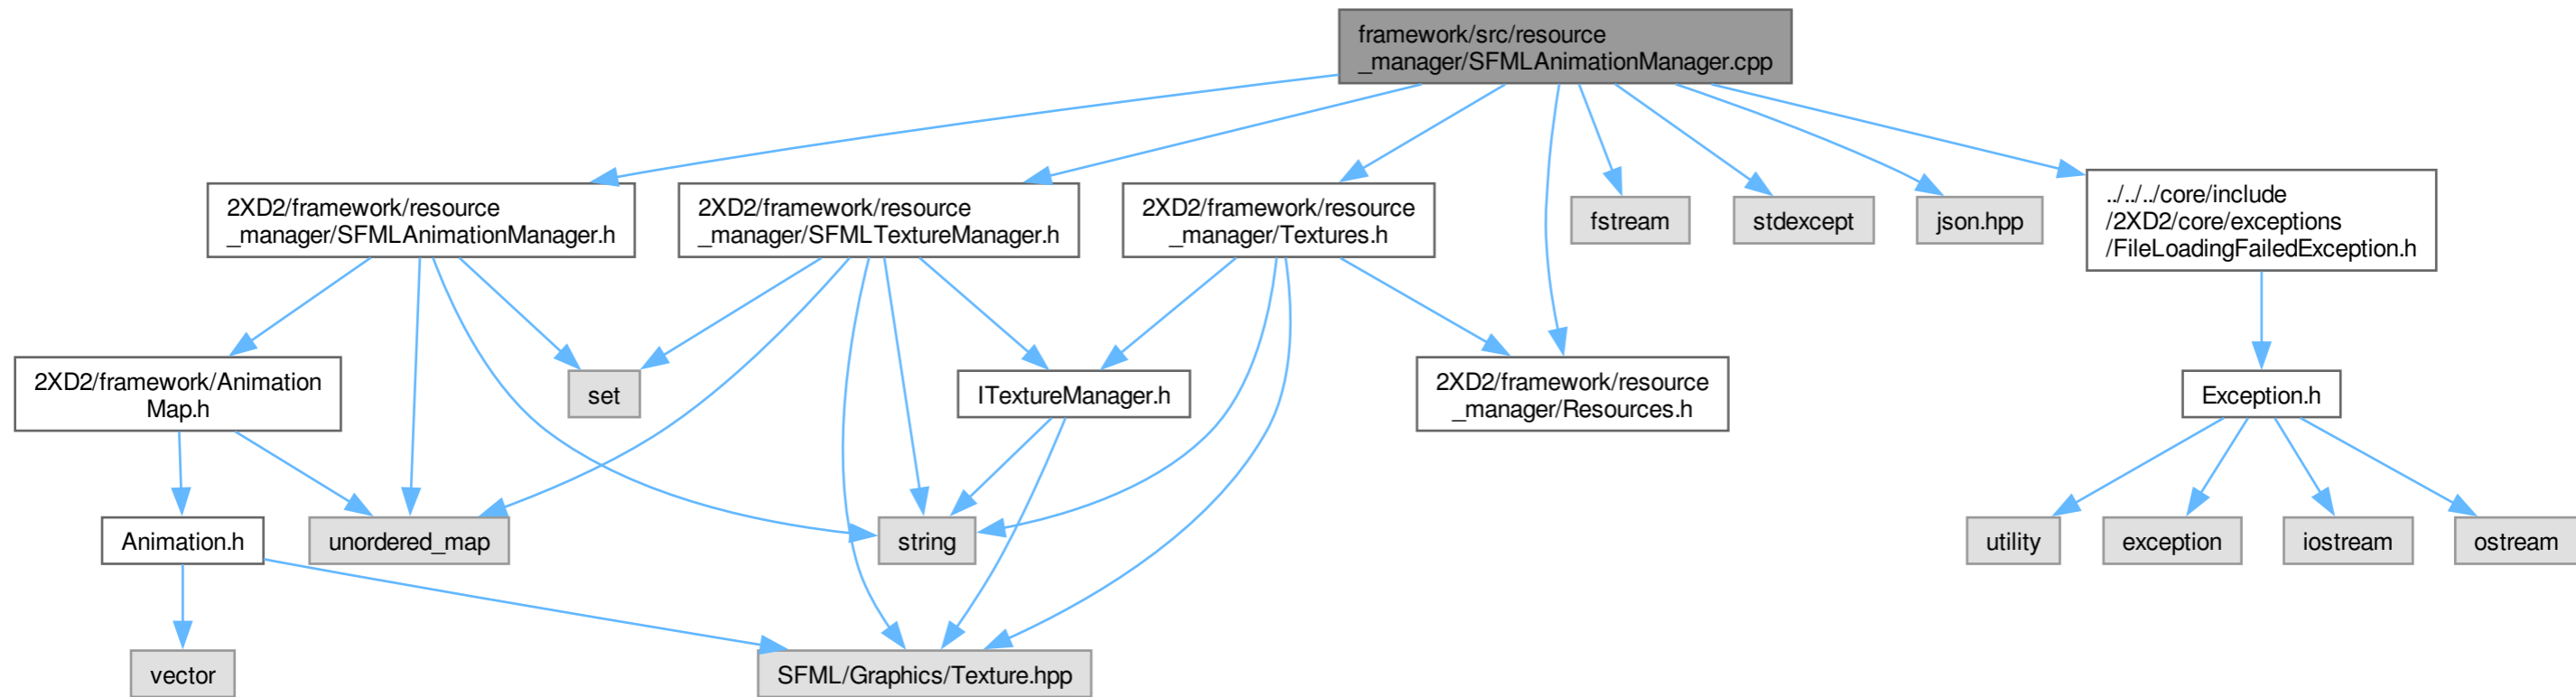 framework/src/resource
_manager/SFMLAnimationManager.cpp
2XD2/framework/resource
_manager/SFMLAnimationManager.h
2XD2/framework/resource
_manager/SFMLTextureManager.h
2XD2/framework/resource
_manager/Textures.h
fstream
stdexcept
json.hpp
../../../core/include
/2XD2/core/exceptions
/FileLoadingFailedException.h
2XD2/framework/Animation
Map.h
set
ITextureManager.h
2XD2/framework/resource
_manager/Resources.h
Exception.h
Animation.h
unordered_map
string
utility
exception
iostream
ostream
vector
SFML/Graphics/Texture.hpp